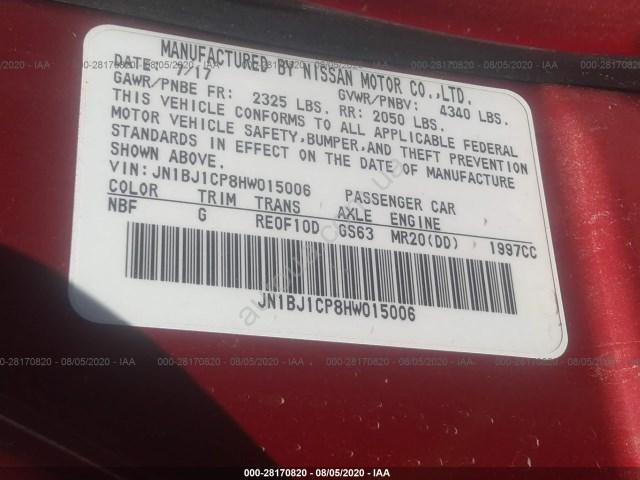 MANUFACTURED BY NISSAN MOTOR CO.,LTD.
DATE: 7/17
GAWR/PNBE FR: 2325 LBS. GVWR/PNBV: 4340 LBS.
RR: 2050 LBS.
THIS VEHICLE CONFORMS TO ALL APPLICABLE FEDERAL
MOTOR VEHICLE SAFETY,BUMPER,AND THEFT PREVENTION
STANDARDS IN EFFECT ON THE DATE OF MANUFACTURE
SHOWN ABOVE.
VIN: JN1BJ1CP8HW015006 PASSENGER CAR
COLOR TRIM TRANS AXLE ENGINE
NBF G RE0F10D GS63 MR20(DD) 1997CC
JN1BJ1CP8HW015006
000-28170820 - 08/05/2020 - IAA